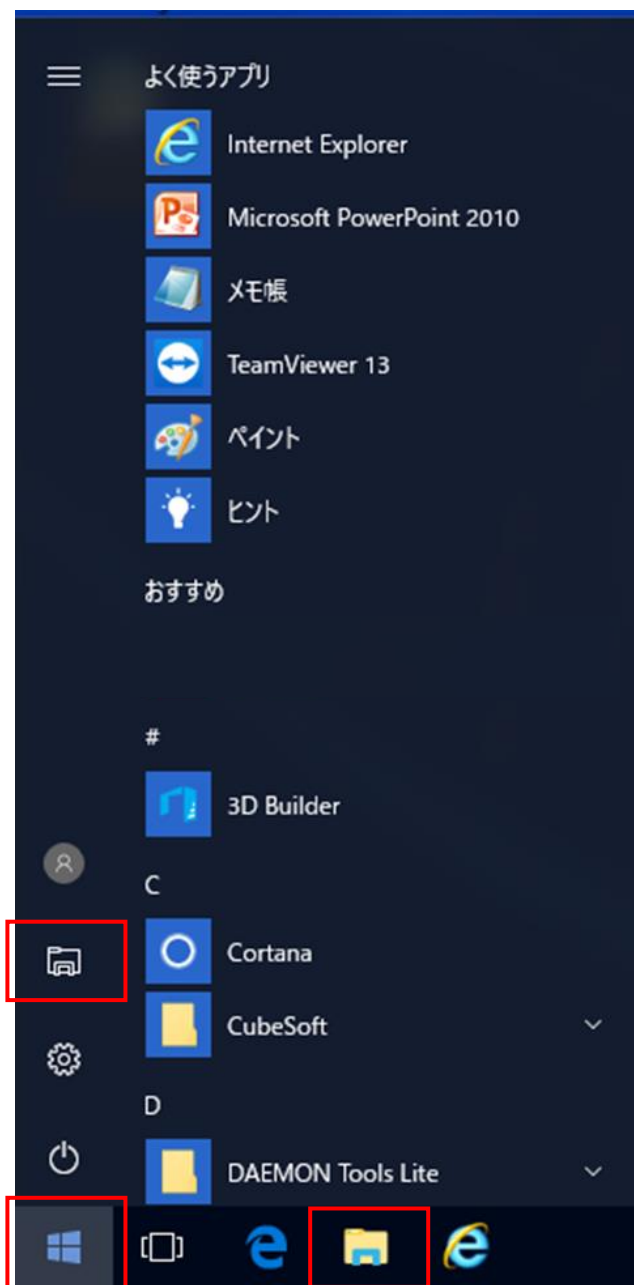 よく使うアプリ
Internet Explorer
Microsoft PowerPoint 2010
メモ帳
TeamViewer 13
ペイント
ヒント
おすすめ
#
3D Builder
C
Cortana
CubeSoft
D
DAEMON Tools Lite